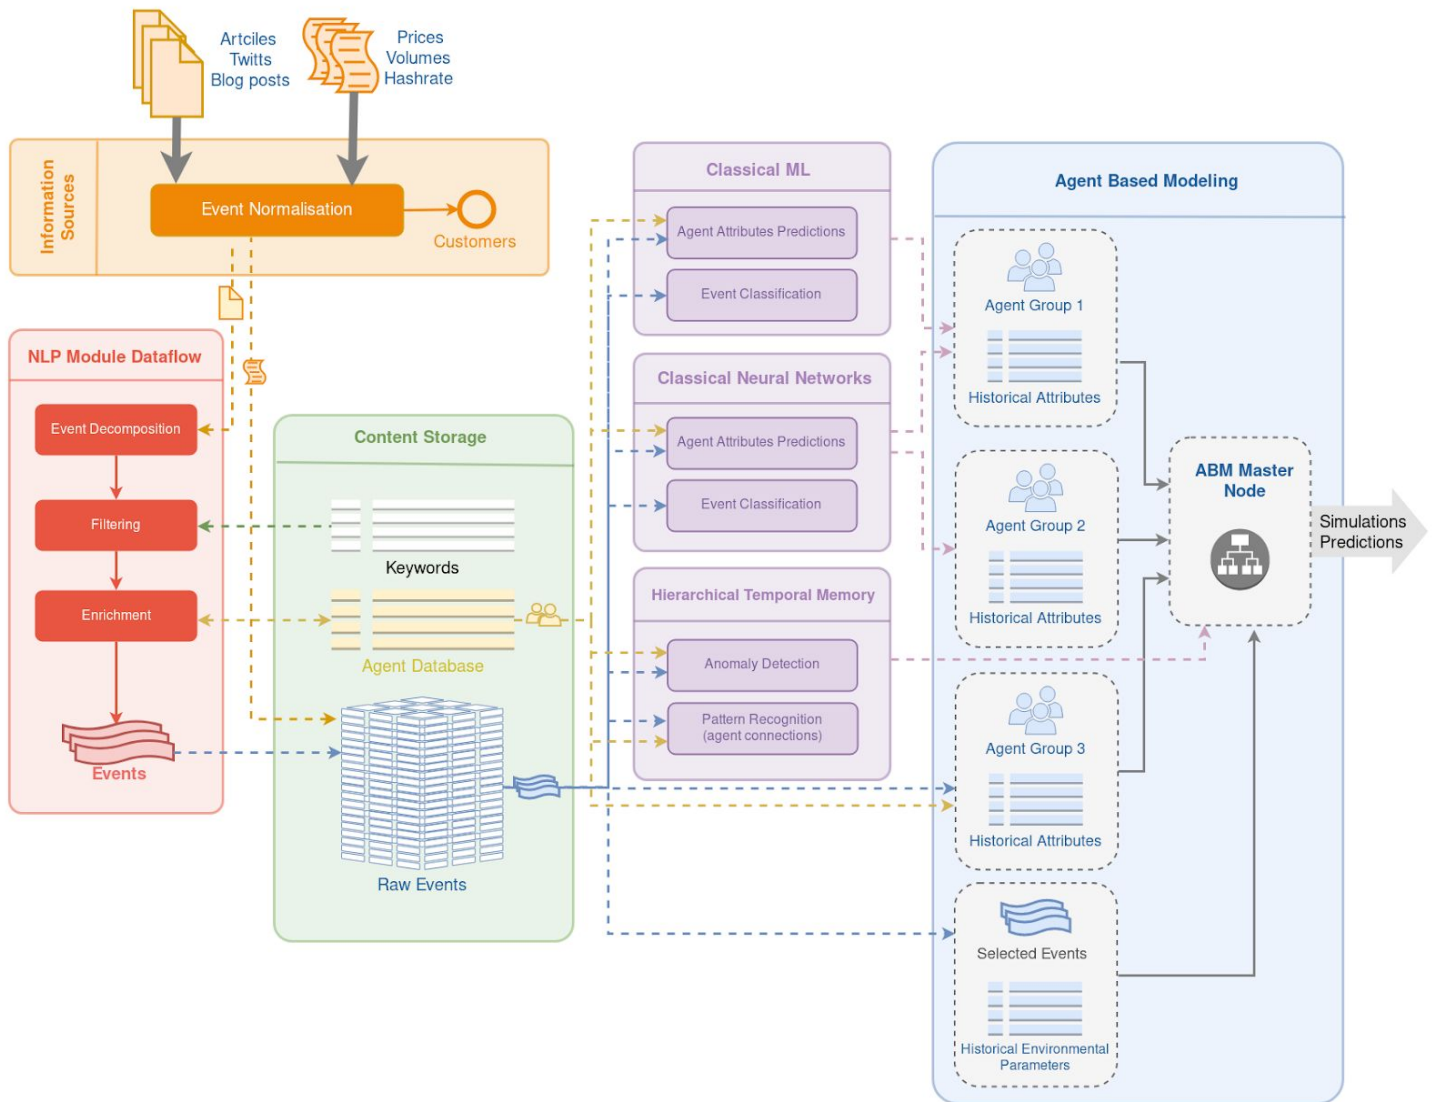 Artciles
Twitts
Blog posts
Prices
Volumes
Hashrate
Information
Sources
Event Normalisation
Customers
NLP Module Dataflow
Event Decomposition
Filtering
Enrichment
Events
Content Storage
Keywords
Agent Database
Raw Events
Classical ML
Agent Attributes Predictions
Event Classification
Classical Neural Networks
Agent Attributes Predictions
Event Classification
Hierarchical Temporal Memory
Anomaly Detection
Pattern Recognition
(agent connections)
Agent Based Modeling
Agent Group 1
Historical Attributes
Agent Group 2
Historical Attributes
Agent Group 3
Historical Attributes
Selected Events
Historical Environmental
Parameters
ABM Master
Node
Simulations
Predictions